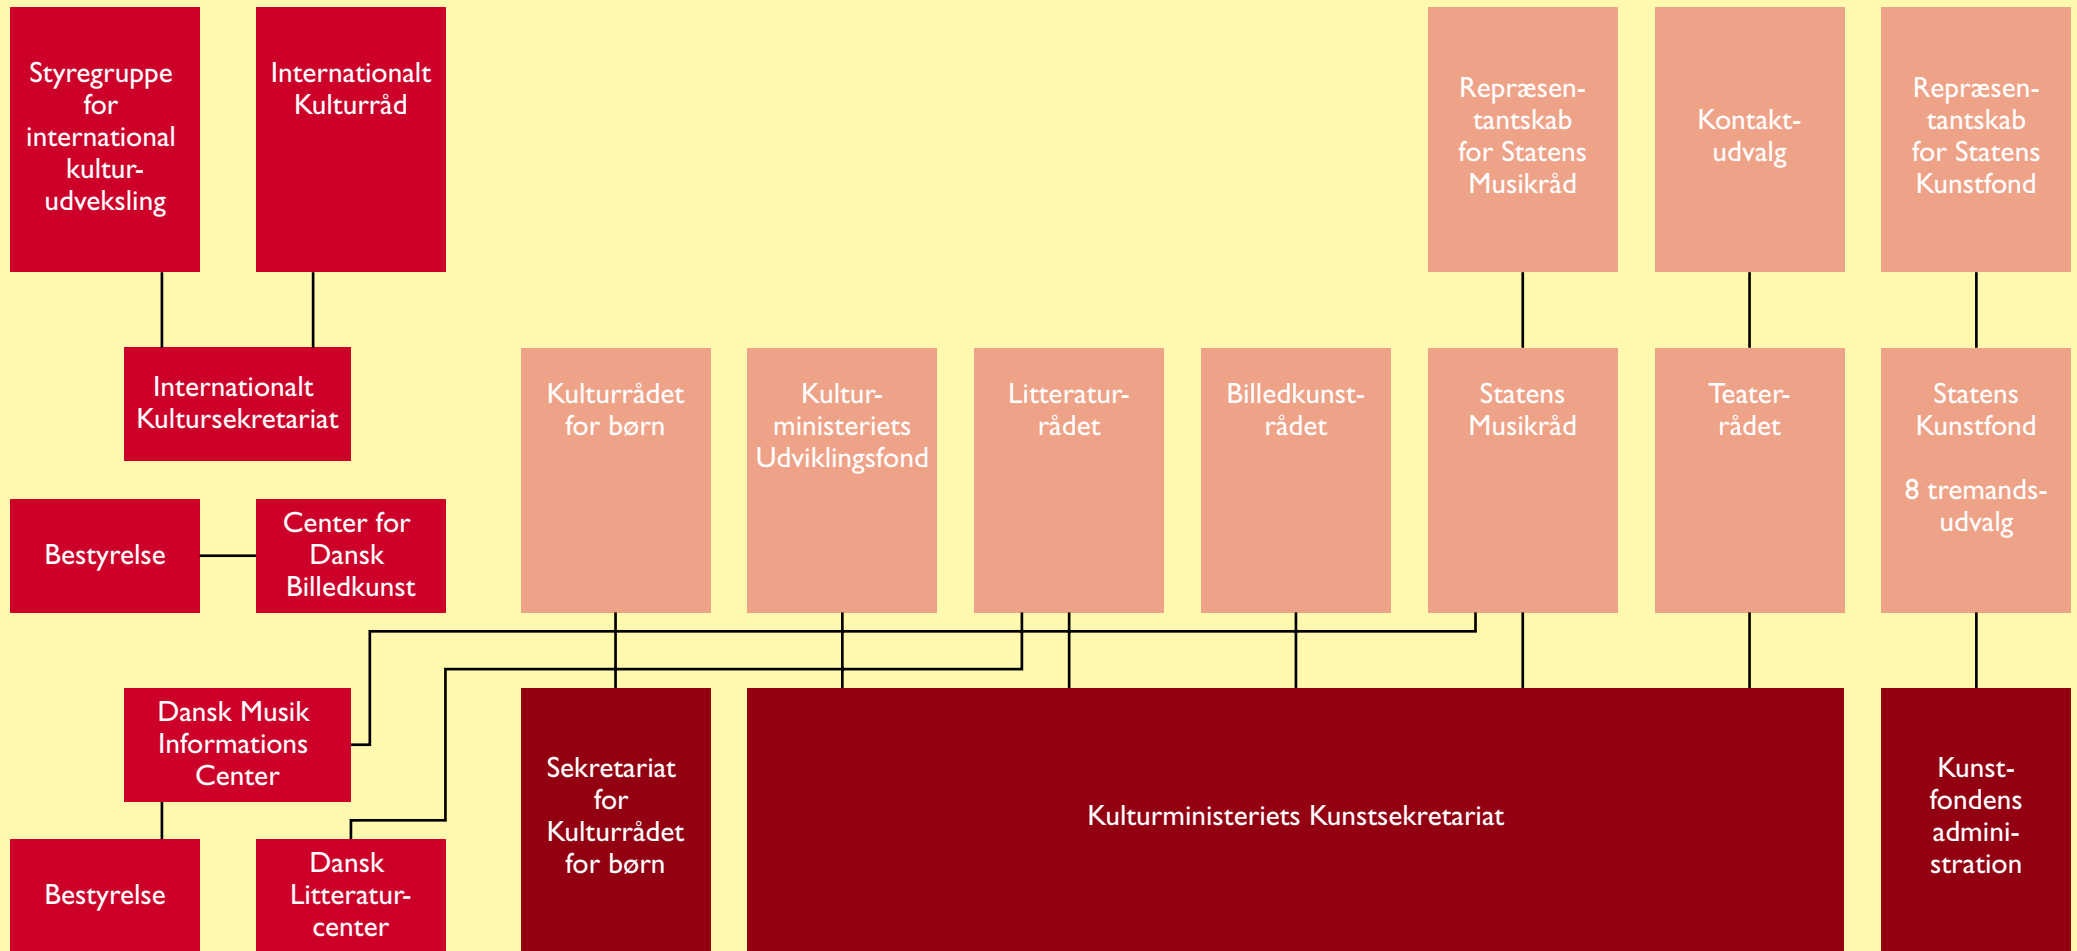 Styregruppe
for
international
kultur-
udveksling
Internationalt
Kulturråd
Repræsen-
tantskab
for Statens
Musikråd
Kontakt-
udvalg
Repræsen-
tantskab
for Statens
Kunstfond
Internationalt
Kultursekretariat
Kulturrådet
for børn
Kultur-
ministeriets
Udviklingsfond
Litteratur-
rådet
Billedkunst-
rådet
Statens
Musikråd
Teater-
rådet
Statens
Kunstfond
8 tremands-
udvalg
Bestyrelse
Center for
Dansk
Billedkunst
Dansk Musik
Informations
Center
Bestyrelse
Dansk
Litteratur-
center
Sekretariat
for
Kulturrådet
for børn
Kulturministeriets Kunstsekretariat
Kunst-
fondens
admini-
stration